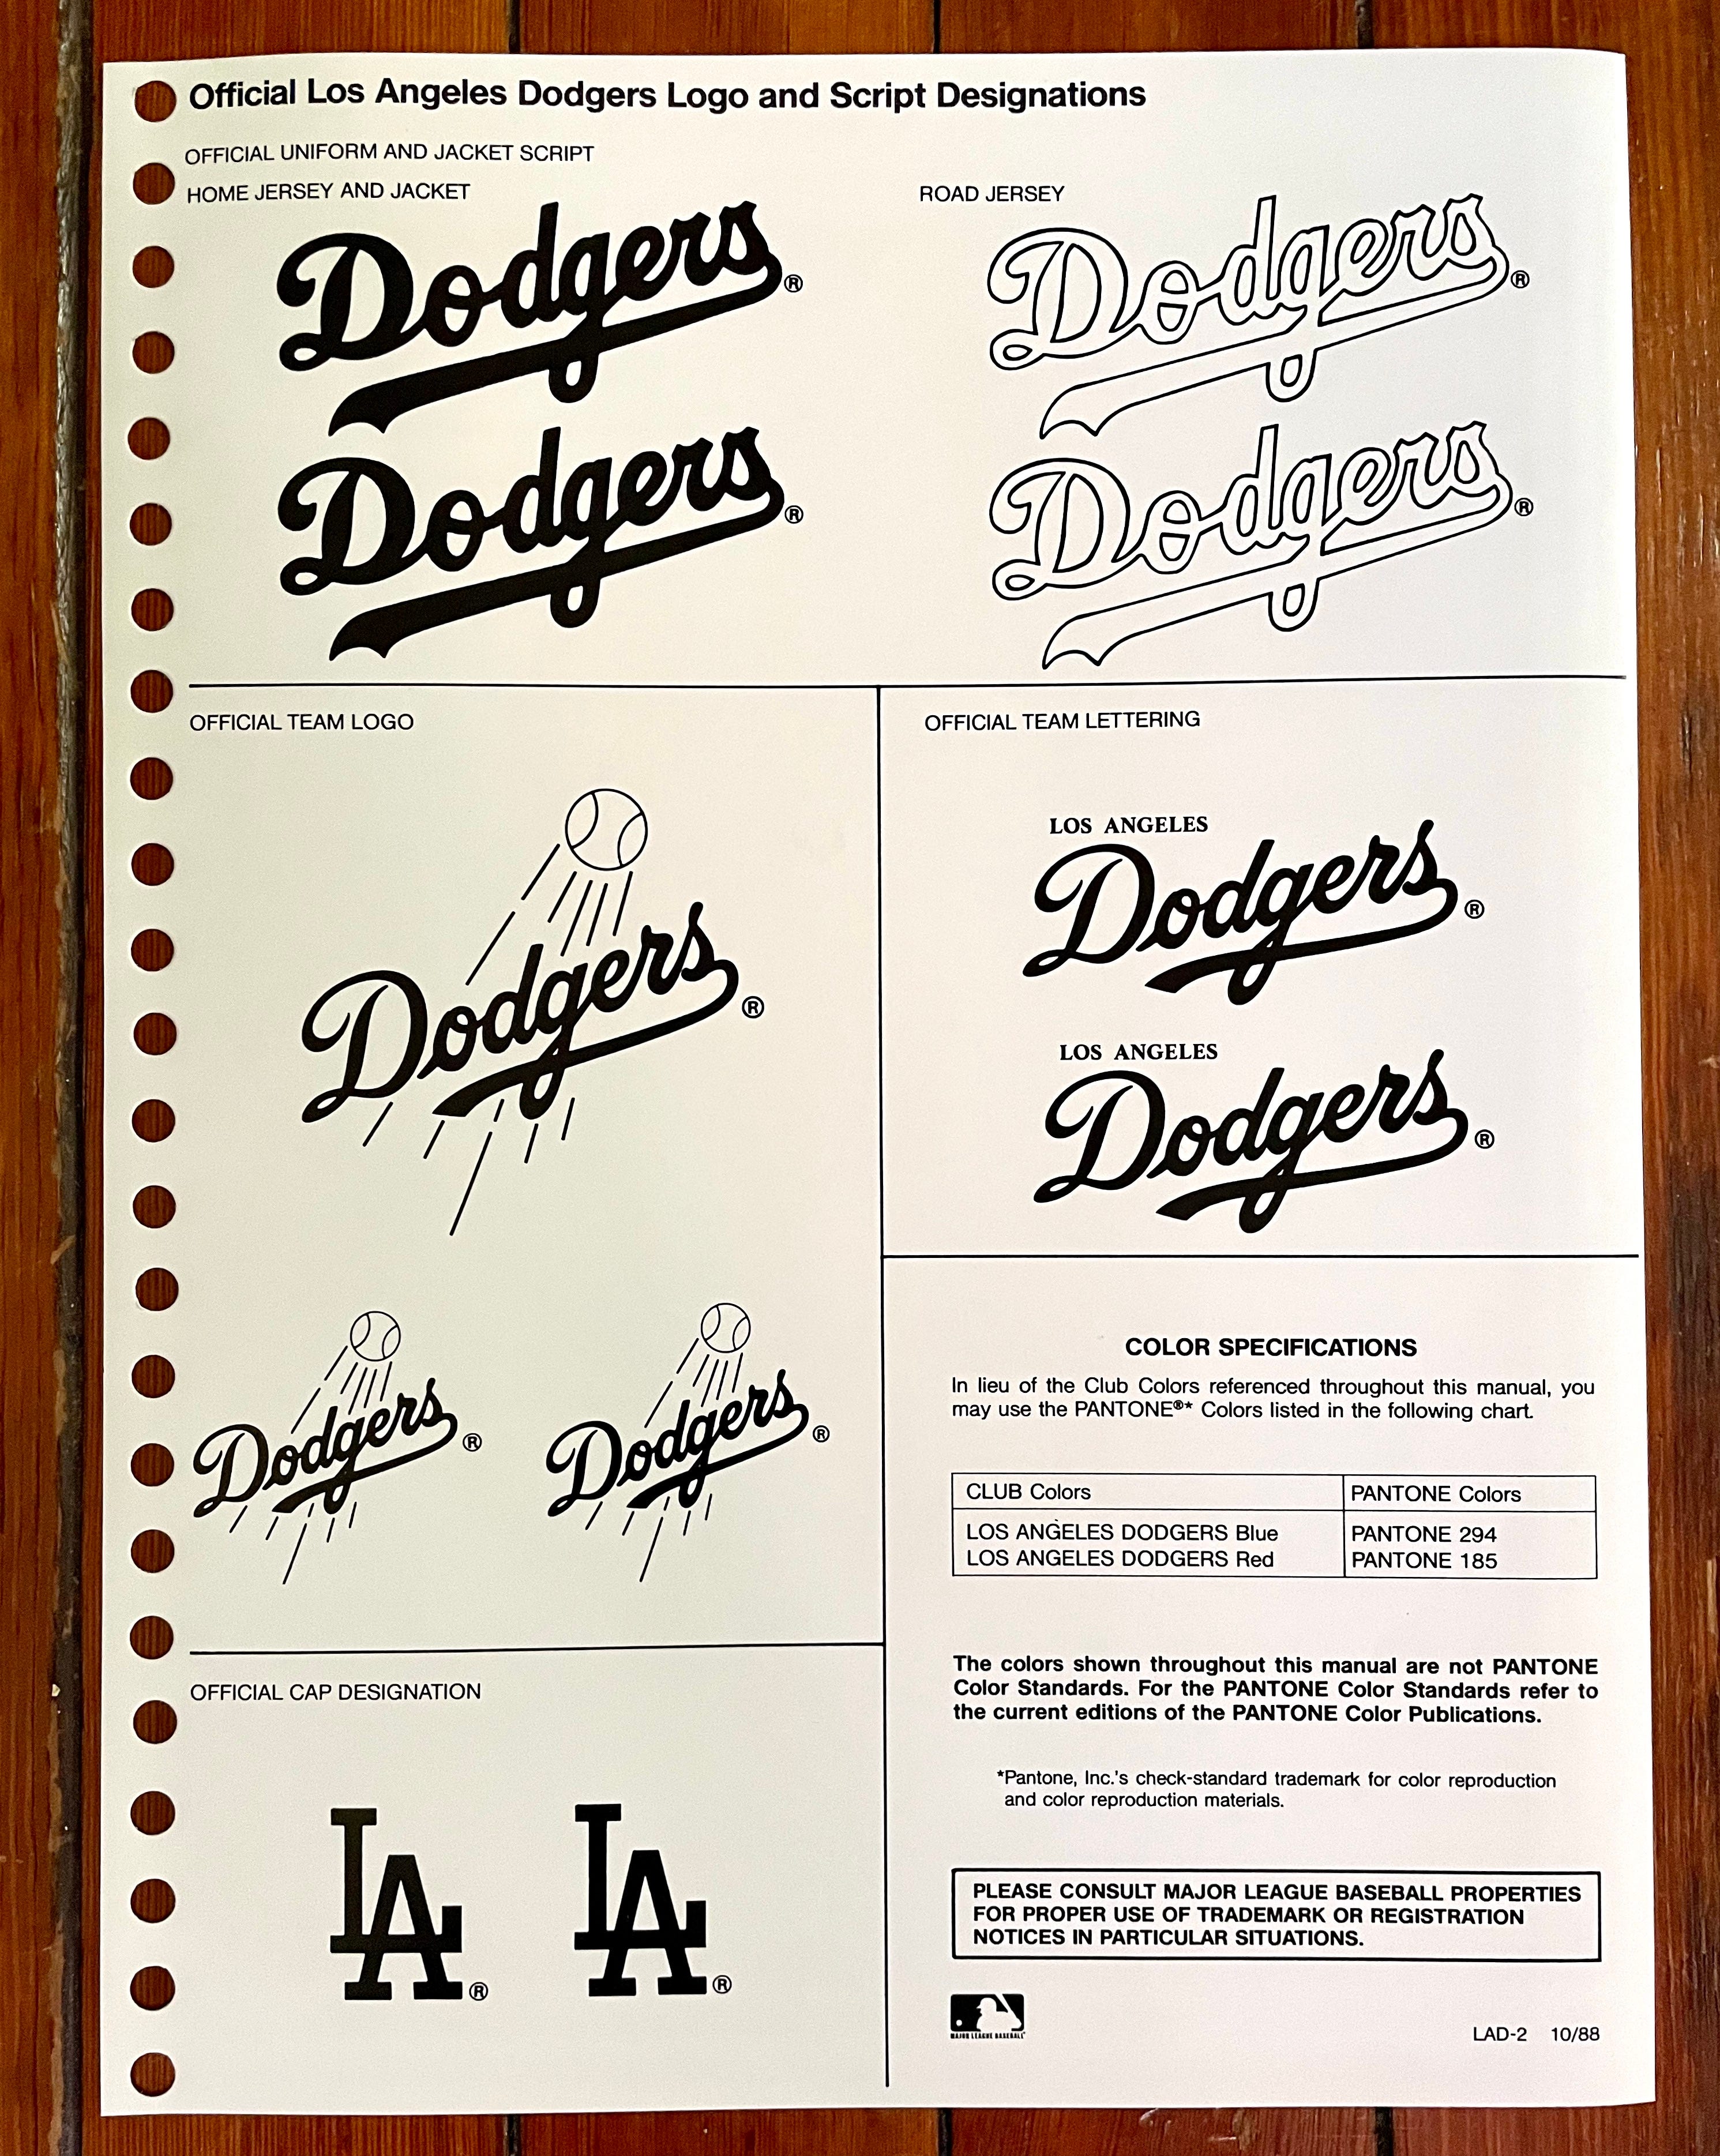 Official Los Angeles Dodgers Logo and Script Designations
OFFICIAL UNIFORM AND JACKET SCRIPT
HOME JERSEY AND JACKET
Dodgers®
Dodgers®
ROAD JERSEY
Dodgers®
Dodgers®
OFFICIAL TEAM LOGO
Dodgers®
Dodgers®
Dodgers®
OFFICIAL TEAM LETTERING
LOS ANGELES
Dodgers®
LOS ANGELES
Dodgers®
OFFICIAL CAP DESIGNATION
LA®
LA®
COLOR SPECIFICATIONS
In lieu of the Club Colors referenced throughout this manual, you
may use the PANTONE®* Colors listed in the following chart.
CLUB Colors PANTONE Colors
LOS ANGELES DODGERS Blue PANTONE 294
LOS ANGELES DODGERS Red PANTONE 185
The colors shown throughout this manual are not PANTONE
Color Standards. For the PANTONE Color Standards refer to
the current editions of the PANTONE Color Publications.
*Pantone, Inc.'s check-standard trademark for color reproduction
and color reproduction materials.
PLEASE CONSULT MAJOR LEAGUE BASEBALL PROPERTIES
FOR PROPER USE OF TRADEMARK OR REGISTRATION
NOTICES IN PARTICULAR SITUATIONS.
MAJOR LEAGUE BASEBALL
LAD-2 10/88